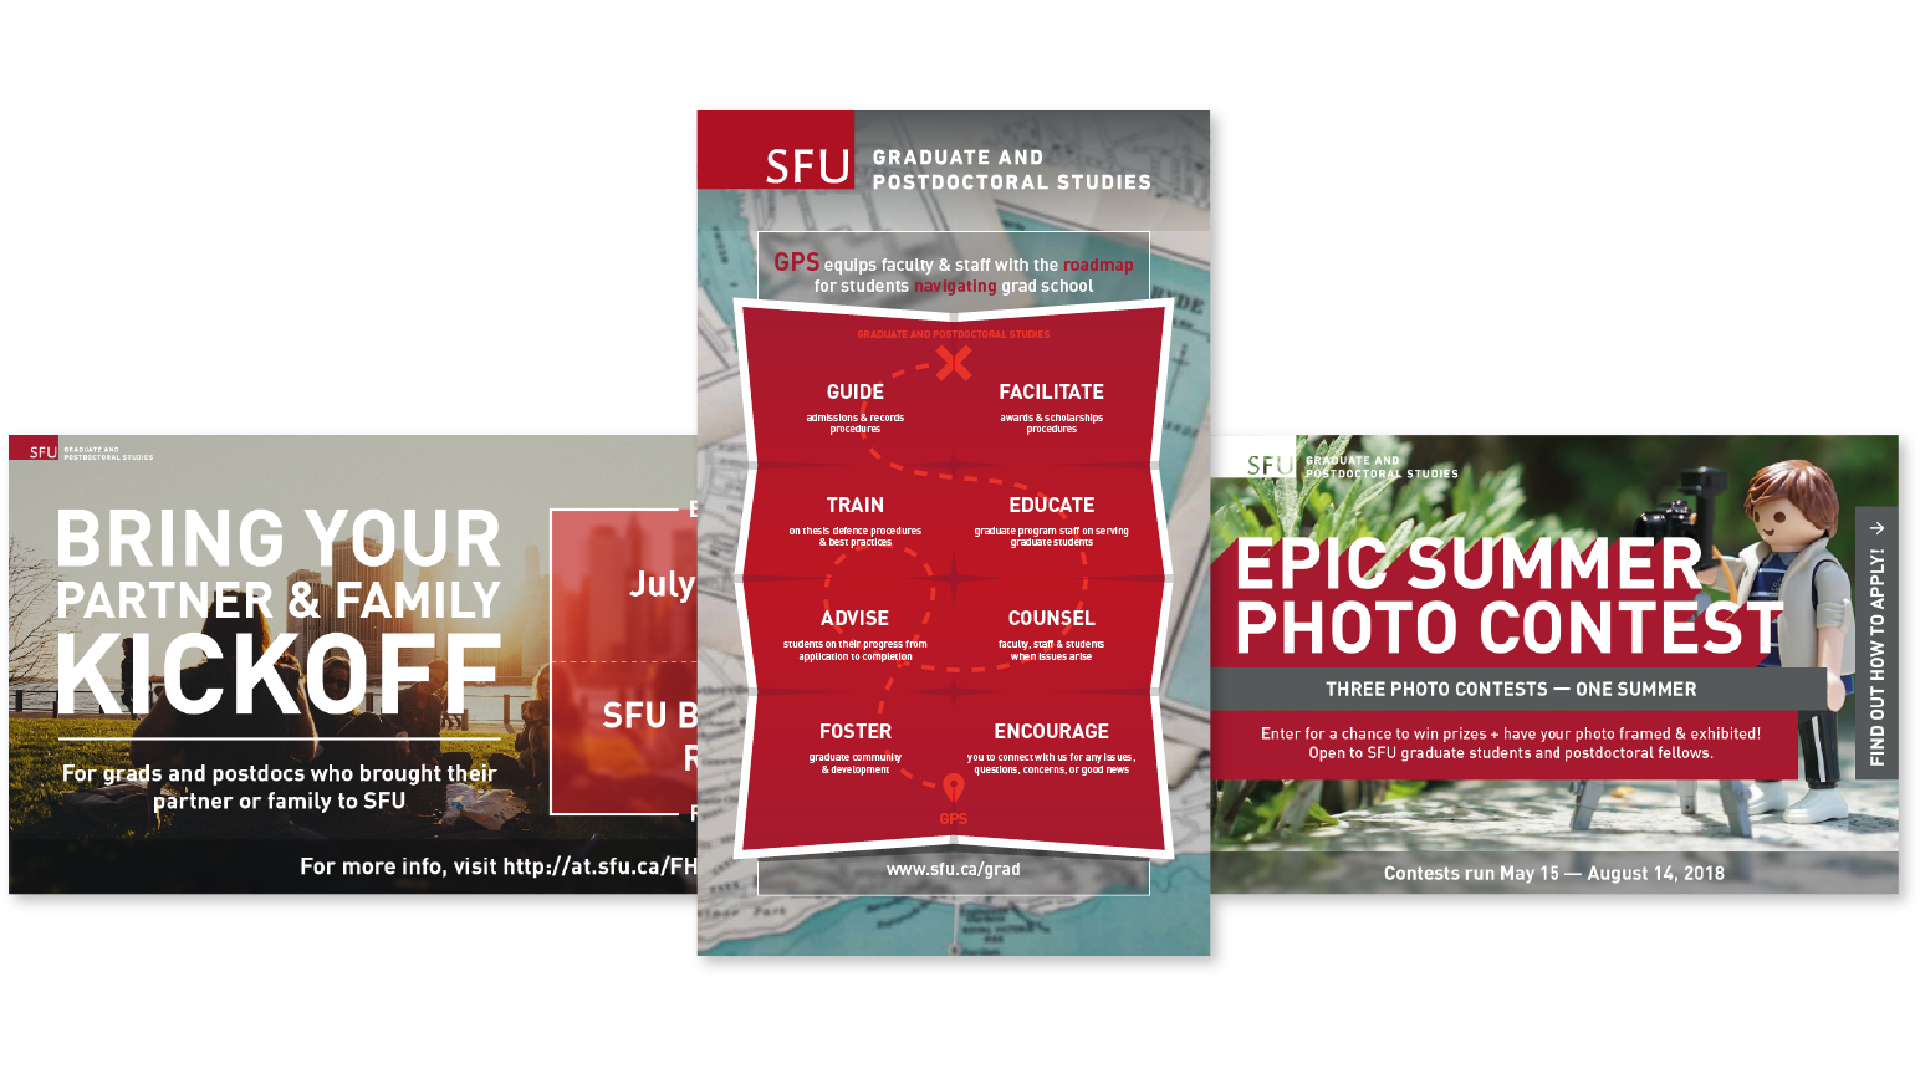 SFU GRADUATE AND
POSTDOCTORAL STUDIES
BRING YOUR
PARTNER & FAMILY
KICKOFF
For grads and postdocs who brought their
partner or family to SFU
July
SFU B
R
For more info, visit http://at.sfu.ca/FH
SFU GRADUATE AND
POSTDOCTORAL STUDIES
GPS equips faculty & staff with the roadmap
for students navigating grad school
GRADUATE AND POSTDOCTORAL STUDIES
GUIDE
admissions & records
procedures
FACILITATE
awards & scholarships
procedures
TRAIN
on thesis defence procedures
& best practices
EDUCATE
graduate program staff on serving
graduate students
ADVISE
students on their progress from
application to completion
COUNSEL
faculty, staff & students
when issues arise
FOSTER
graduate community
& development
ENCOURAGE
you to connect with us for any issues,
questions, concerns, or good news
GPS
www.sfu.ca/grad
SFU GRADUATE AND
POSTDOCTORAL STUDIES
EPIC SUMMER
PHOTO CONTEST
THREE PHOTO CONTESTS — ONE SUMMER
Enter for a chance to win prizes + have your photo framed & exhibited!
Open to SFU graduate students and postdoctoral fellows.
FIND OUT HOW TO APPLY! →
Contests run May 15 — August 14, 2018